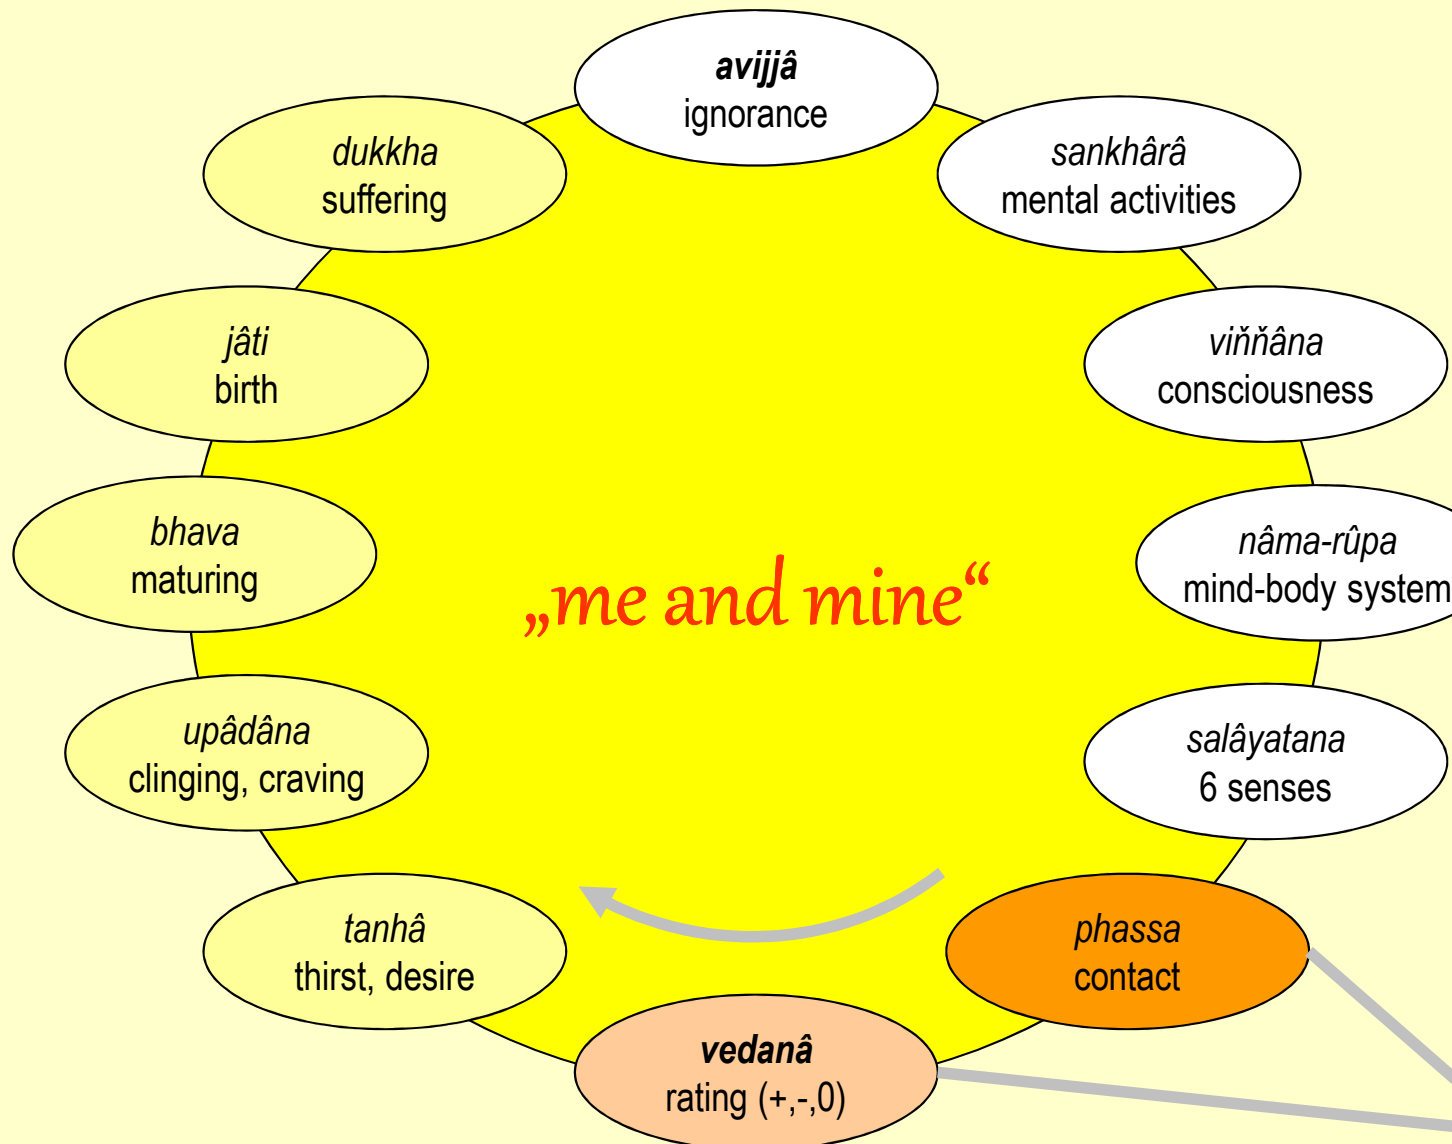 avijjâ
ignorance
sankhârâ
mental activities
viňňâna
consciousness
nâma-rûpa
mind-body system
salâyatana
6 senses
phassa
contact
vedanâ
rating (+,-,0)
tanhâ
thirst, desire
upâdâna
clinging, craving
bhava
maturing
jâti
birth
dukkha
suffering
„me and mine“